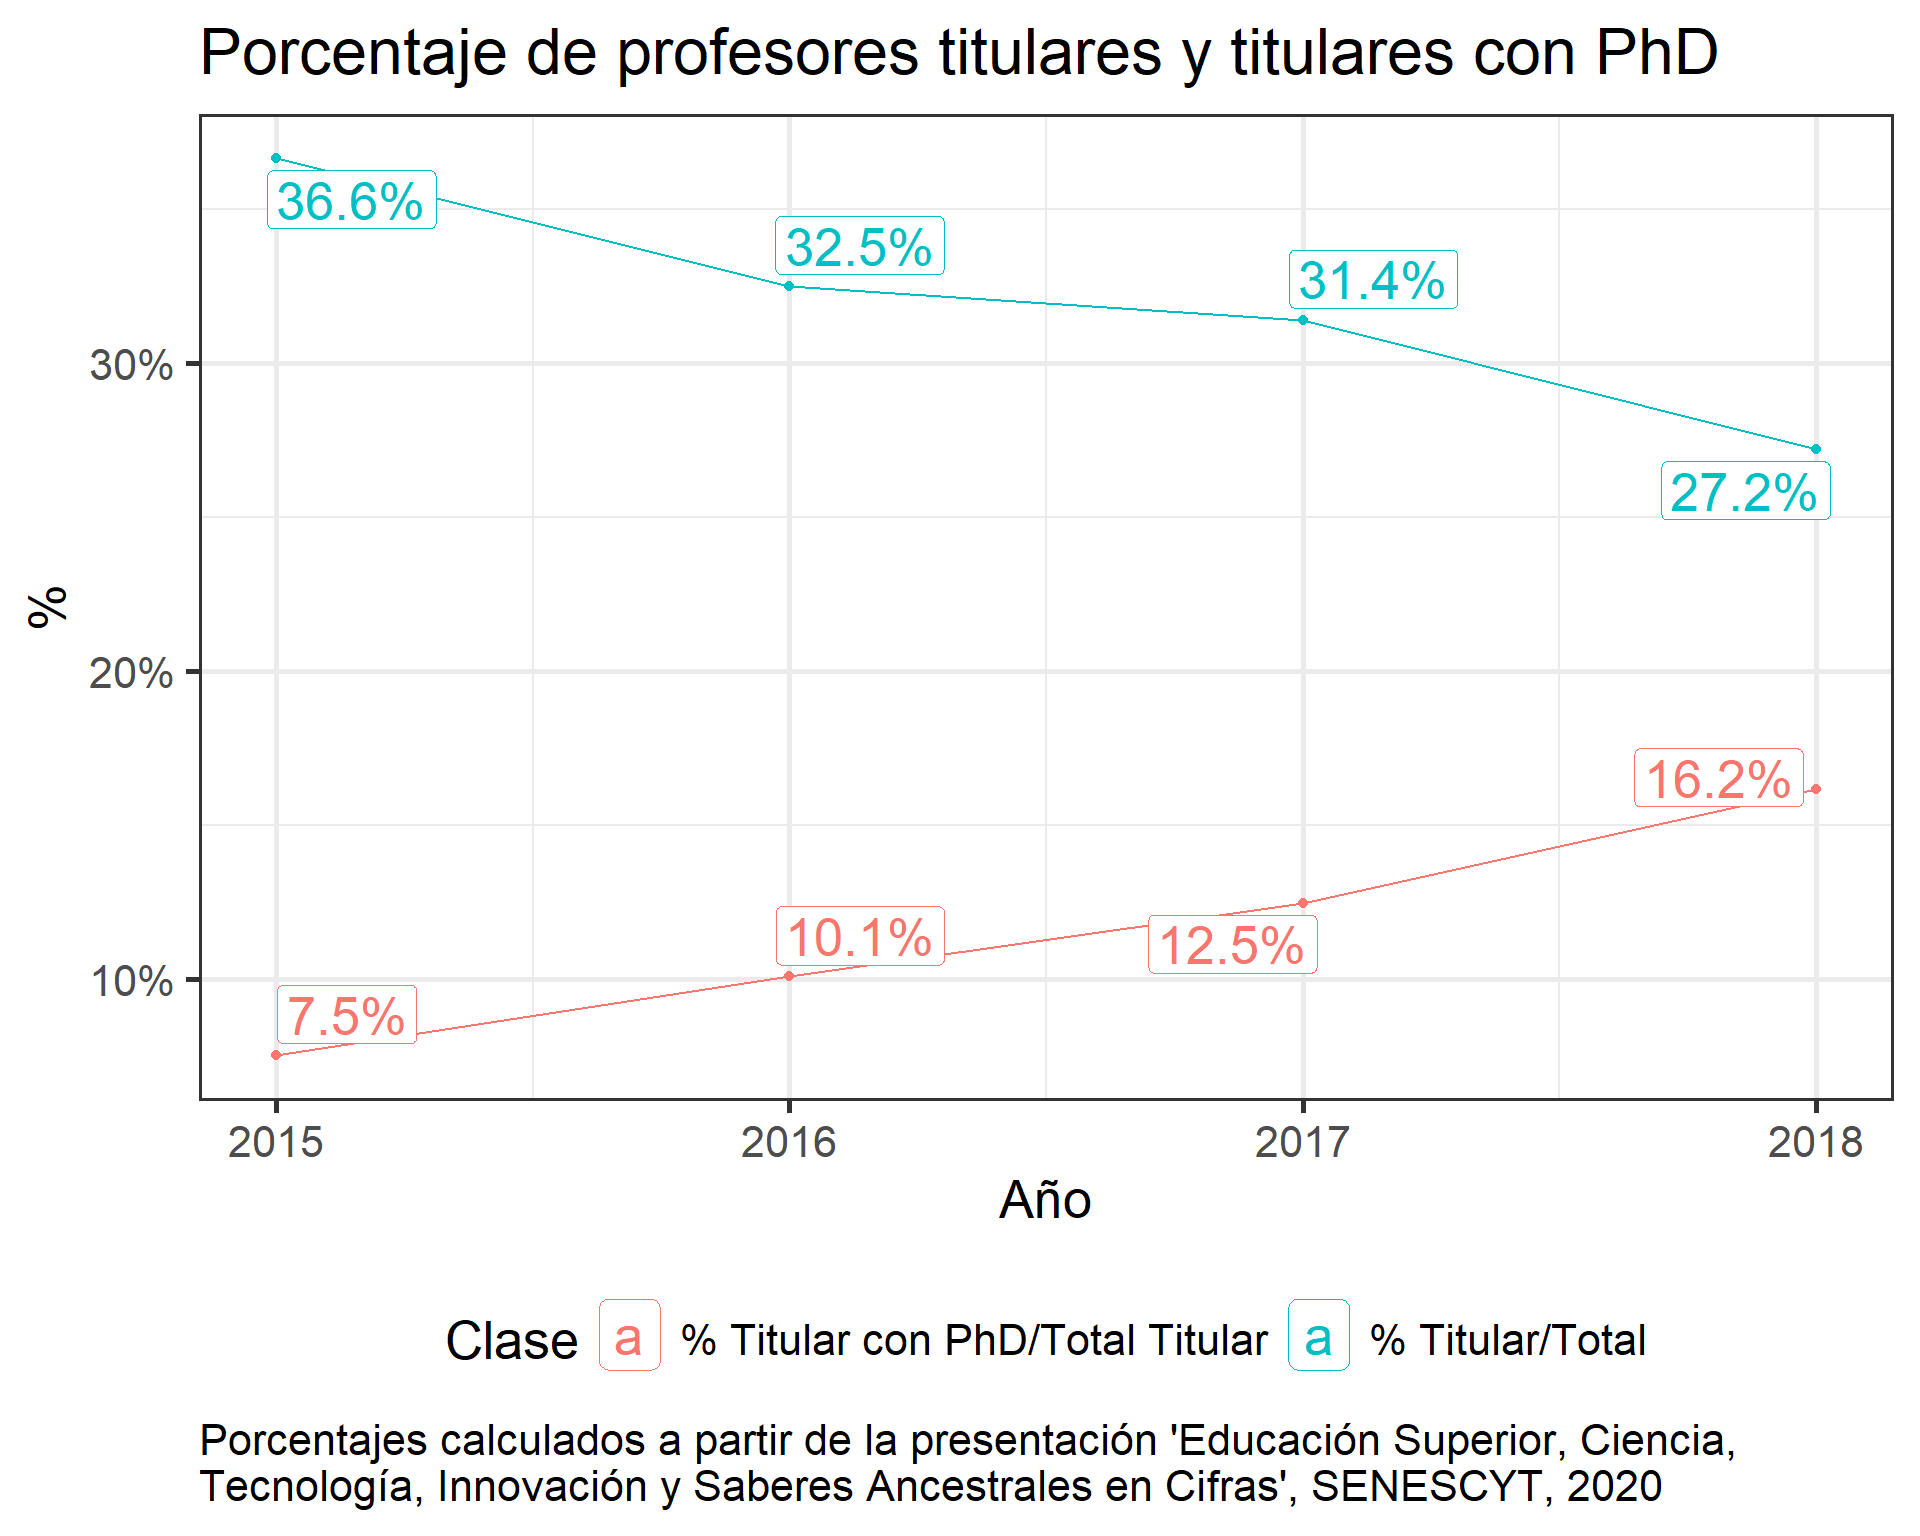 Porcentaje de profesores titulares y titulares con PhD
36.6%
32.5%
31.4%
30%
27.2%
%
20%
16.2%
10.1%
12.5%
10%
7.5%
2015 2016 2017 2018
Año
Clase a % Titular con PhD/Total Titular a % Titular/Total
Porcentajes calculados a partir de la presentación 'Educación Superior, Ciencia,
Tecnología, Innovación y Saberes Ancestrales en Cifras', SENESCYT, 2020